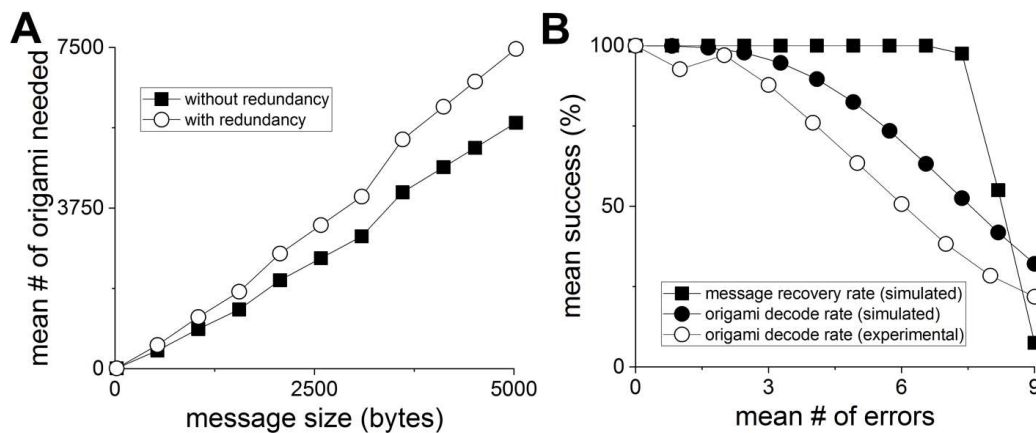 A
mean # of origami needed
7500
3750
0
without redundancy
with redundancy
0
2500
5000
message size (bytes)
B
mean success (%)
100
50
0
message recovery rate (simulated)
origami decode rate (simulated)
origami decode rate (experimental)
0
3
6
9
mean # of errors